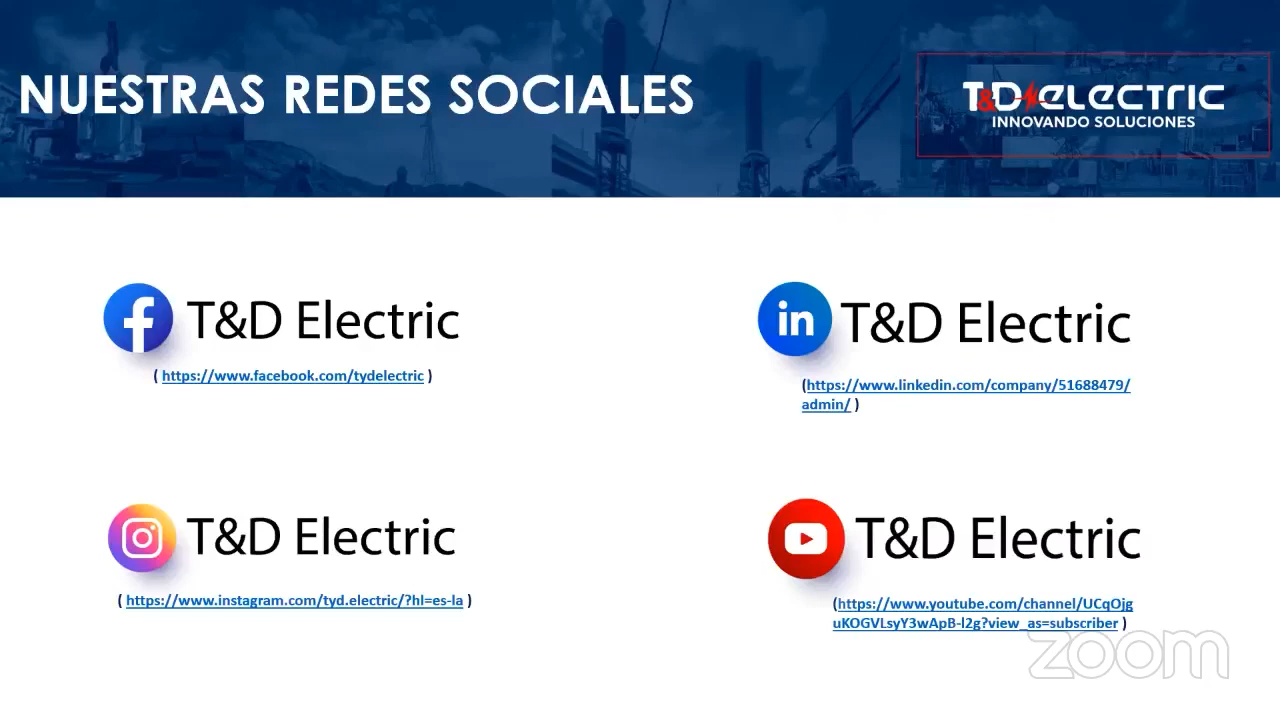 NUESTRAS REDES SOCIALES
T&D ELECTRIC
INNOVANDO SOLUCIONES
T&D Electric
( https://www.facebook.com/tydelectric )
T&D Electric
(https://www.linkedin.com/company/51688479/
admin/ )
T&D Electric
( https://www.instagram.com/tyd.electric/?hl=es-la )
T&D Electric
(https://www.youtube.com/channel/UCqOjg
uKOGVLsyY3wApB-l2g?view_as=subscriber )
zoom